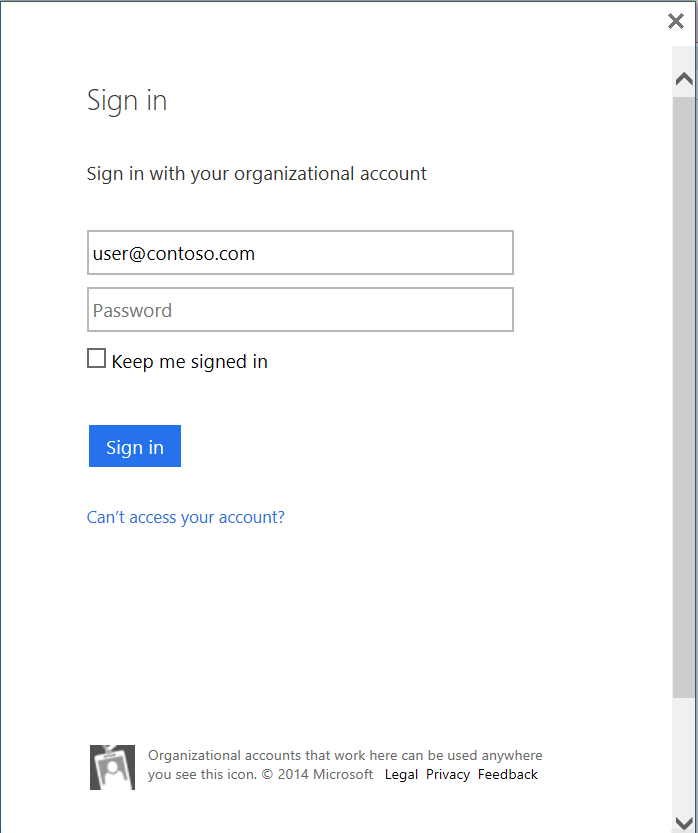 Sign in
Sign in with your organizational account
user@contoso.com
Password
Keep me signed in
Sign in
Can't access your account?
Organizational accounts that work here can be used anywhere
you see this icon. © 2014 Microsoft Legal Privacy Feedback